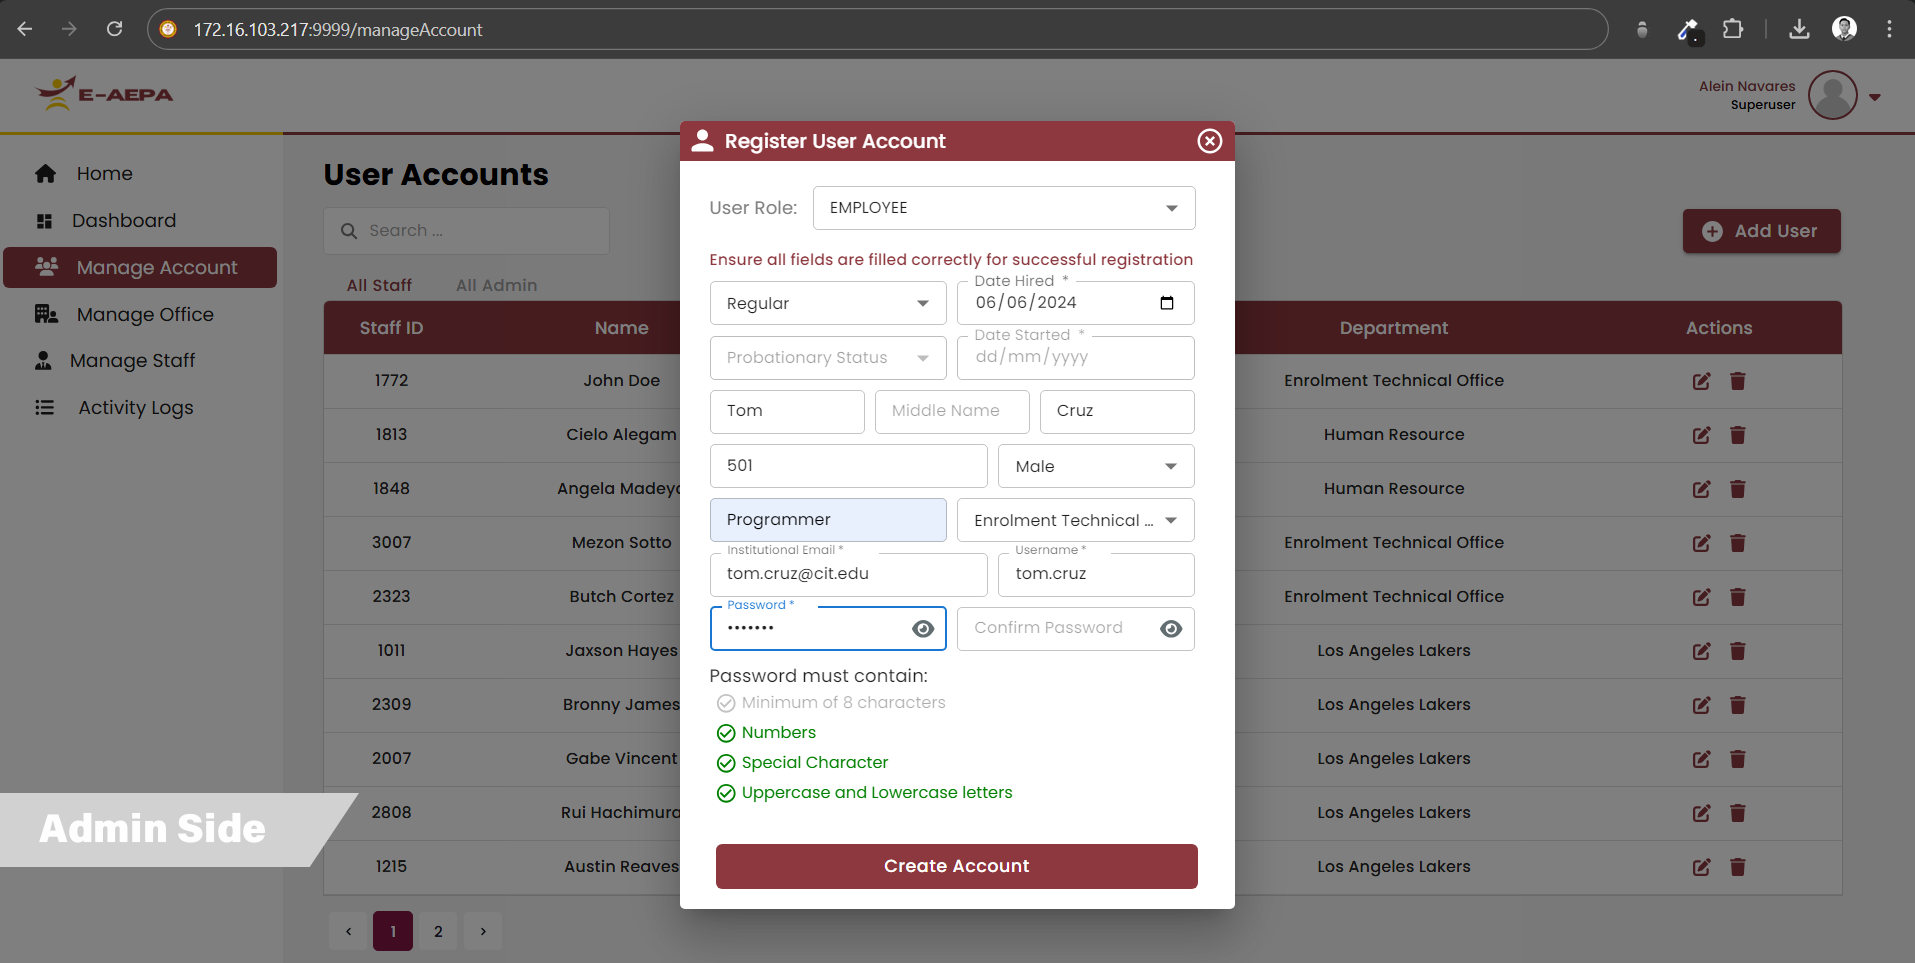 172.16.103.217:9999/manageAccount
E-AEPA
Alein Navares
Superuser
Home
Dashboard
Manage Account
Manage Office
Manage Staff
Activity Logs
User Accounts
Search ...
Add User
All Staff All Admin
Staff ID Name Department Actions
1772 John Doe Enrolment Technical Office
1813 Cielo Alegam Human Resource
1848 Angela Madeyo Human Resource
3007 Mezon Sotto Enrolment Technical Office
2323 Butch Cortez Enrolment Technical Office
1011 Jaxson Hayes Los Angeles Lakers
2309 Bronny James Los Angeles Lakers
2007 Gabe Vincent Los Angeles Lakers
2808 Rui Hachimura Los Angeles Lakers
1215 Austin Reaves Los Angeles Lakers
‹ 1 2 ›
Admin Side
Register User Account
User Role: EMPLOYEE
Ensure all fields are filled correctly for successful registration
Regular
Date Hired *
06/06/2024
Probationary Status
Date Started *
dd/mm/yyyy
Tom Middle Name Cruz
501 Male
Programmer Enrolment Technical ...
Institutional Email *
tom.cruz@cit.edu
Username *
tom.cruz
Password *
•••••••
Confirm Password
Password must contain:
Minimum of 8 characters
Numbers
Special Character
Uppercase and Lowercase letters
Create Account